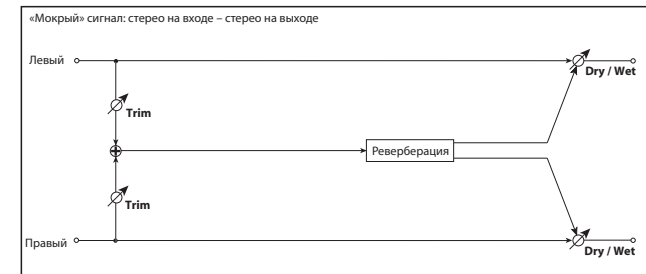 «Мокрый» сигнал: стерео на входе – стерео на выходе
Левый
Dry / Wet
Trim
Реверберация
Trim
Правый
Dry / Wet